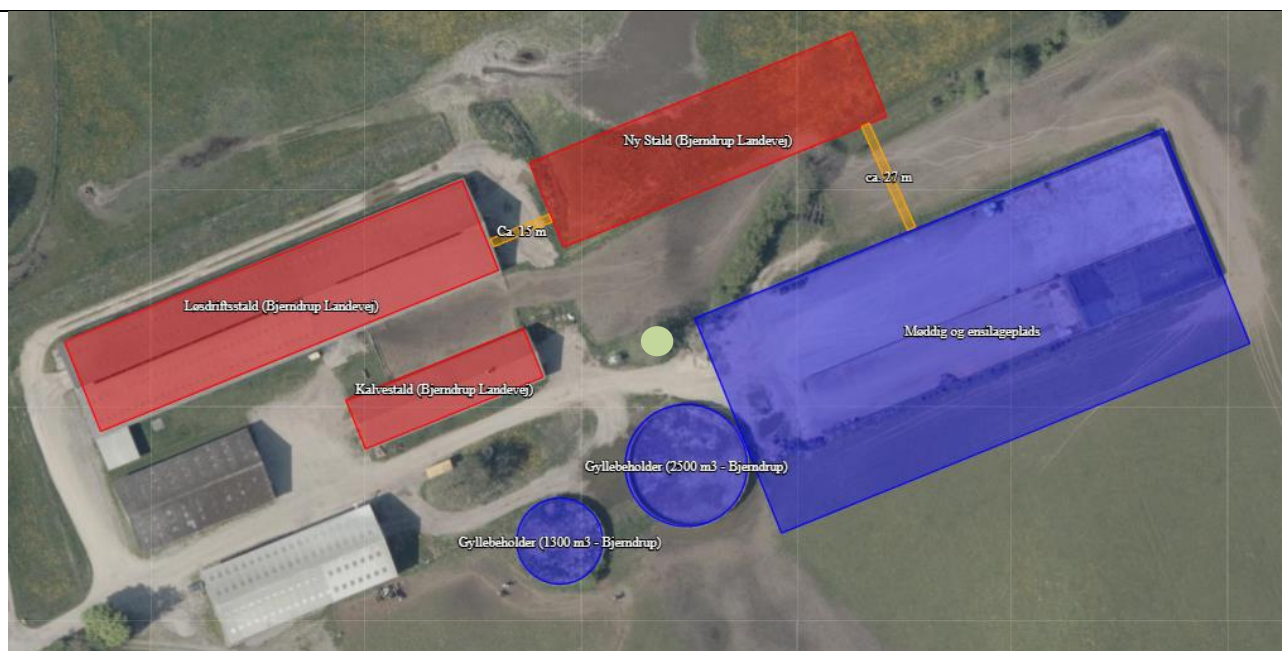 Ny Stald (Bjerndrup Landevej)
ca. 27 m
Ca. 15 m
Løsdriftsstald (Bjerndrup Landevej)
Møddig og ensilageplads
Kalvestald (Bjerndrup Landevej)
Gyllebeholder (2500 m3 - Bjerndrup)
Gyllebeholder (1300 m3 - Bjerndrup)